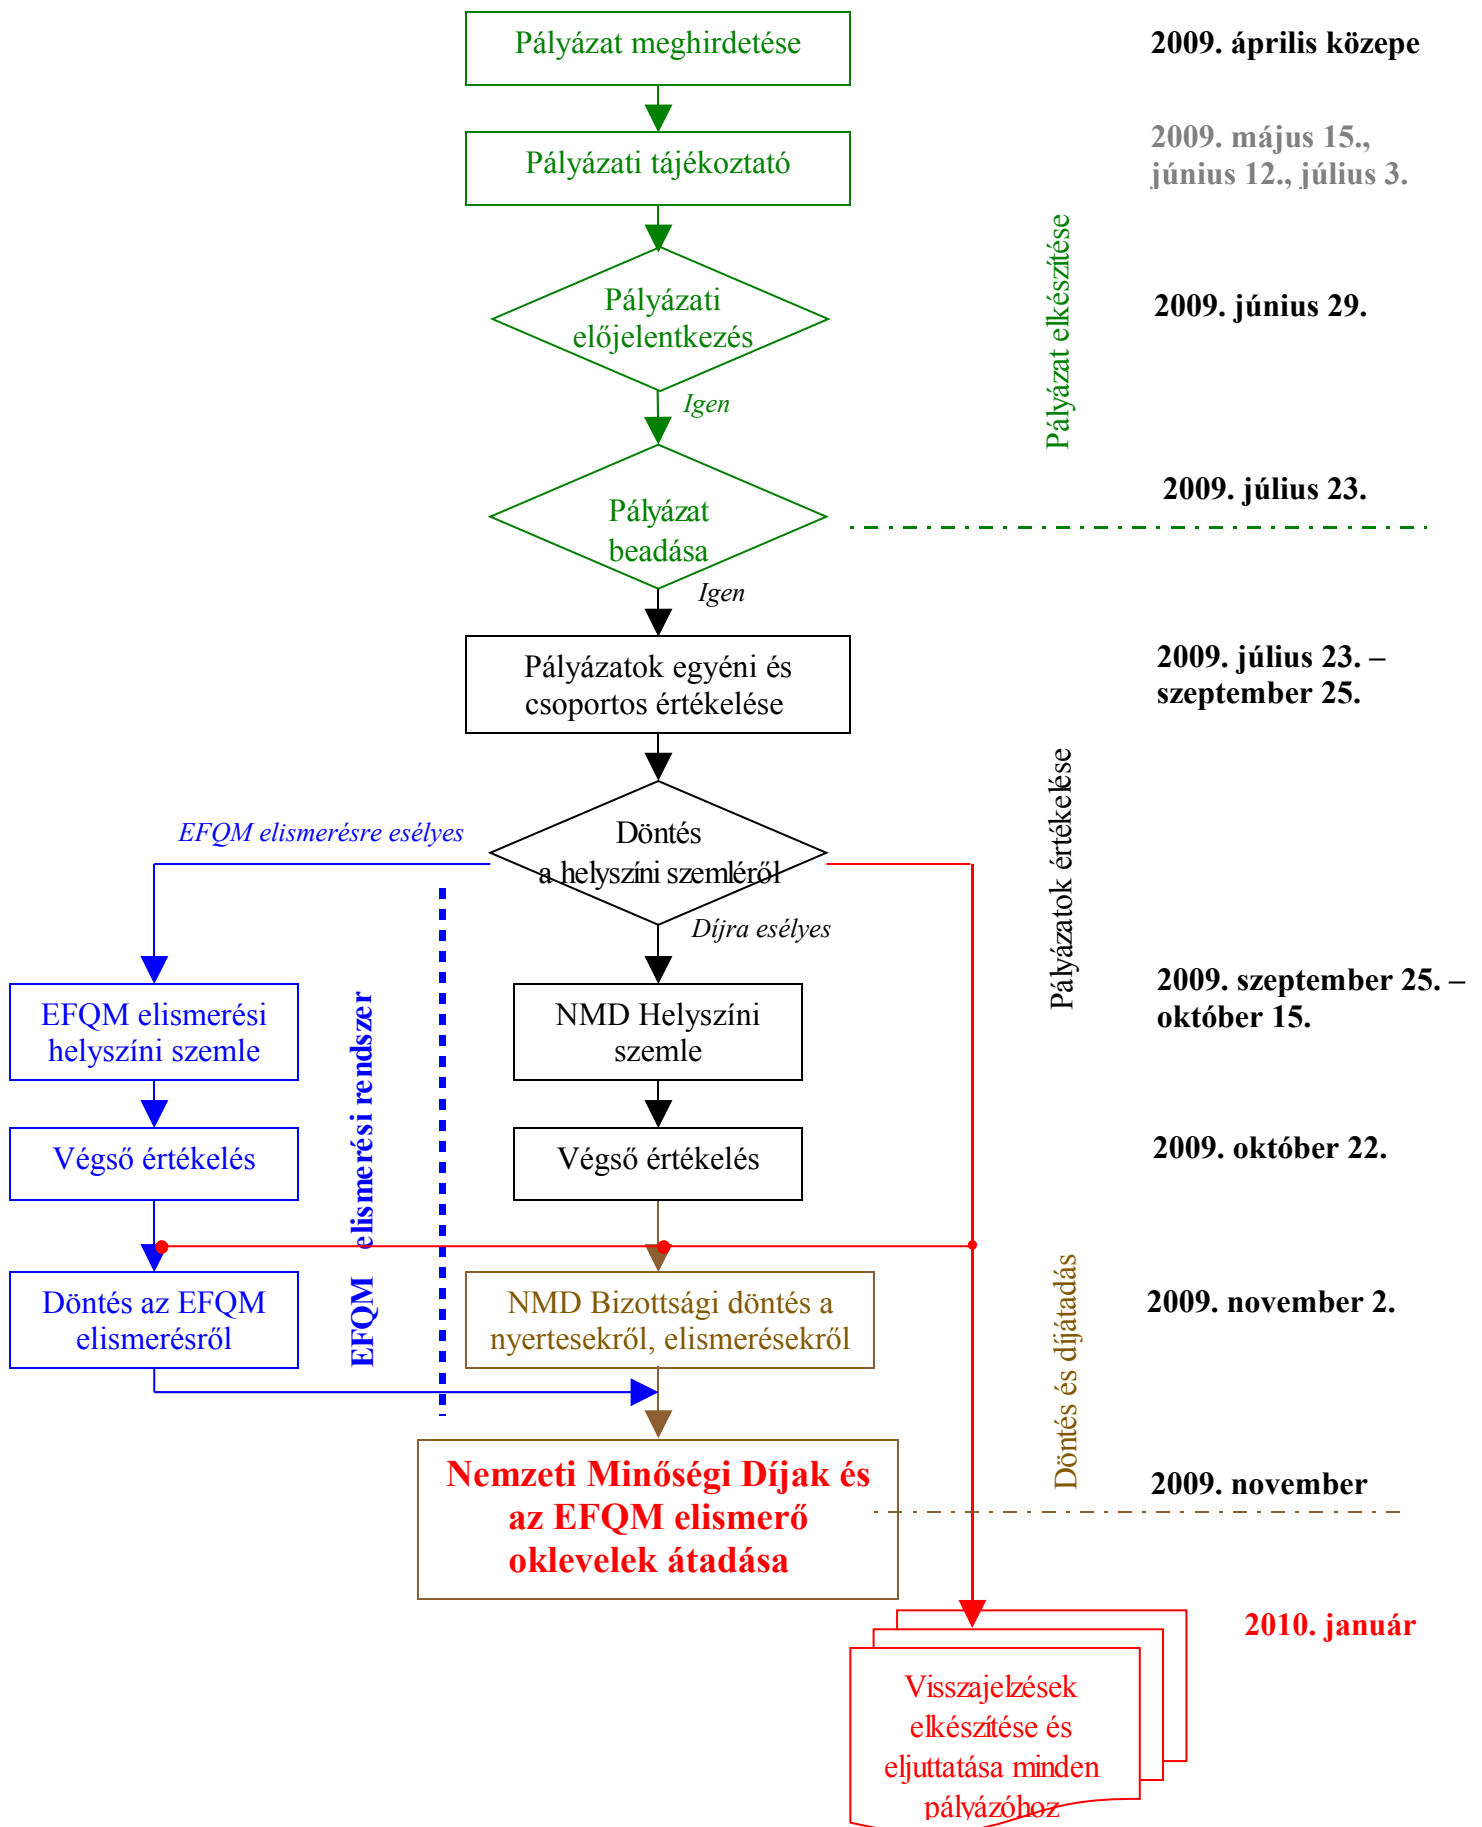 Pályázat meghirdetése
2009. április közepe
Pályázati tájékoztató
2009. május 15.,
június 12., július 3.
Pályázat elkészítése
Pályázati
előjelentkezés
2009. június 29.
Igen
Pályázat
beadása
2009. július 23.
Igen
Pályázatok egyéni és
csoportos értékelése
2009. július 23. –
szeptember 25.
Pályázatok értékelése
EFQM elismerésre esélyes
Döntés
a helyszíni szemléről
Díjra esélyes
EFQM elismerési
helyszíni szemle
EFQM elismerési rendszer
NMD Helyszíni
szemle
2009. szeptember 25. –
október 15.
Végső értékelés
Végső értékelés
2009. október 22.
Döntés az EFQM
elismerésről
NMD Bizottsági döntés a
nyertesekről, elismerésekről
Döntés és díjátadás
2009. november 2.
Nemzeti Minőségi Díjak és
az EFQM elismerő
oklevelek átadása
2009. november
2010. január
Visszajelzések
elkészítése és
eljuttatása minden
pályázóhoz